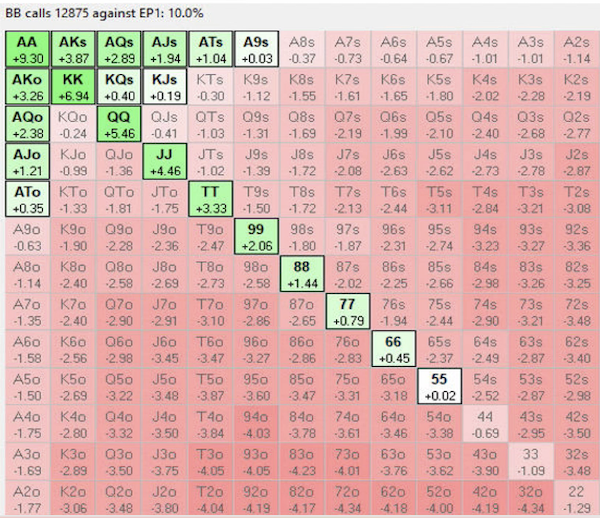 BB calls 12875 against EP1: 10.0%
AA AKs AQs AJs ATs A9s A8s A7s A6s A5s A4s A3s A2s
+9.30 +3.87 +2.89 +1.94 +1.04 +0.03 -0.37 -0.73 -0.64 -0.67 -1.01 -1.01 -1.14
AKo KK KQs KJs KTs K9s K8s K7s K6s K5s K4s K3s K2s
+3.26 +6.94 +0.40 +0.19 -0.30 -1.12 -1.55 -1.61 -1.65 -1.80 -2.02 -2.28 -2.19
AQo KQo QQ QJs QTs Q9s Q8s Q7s Q6s Q5s Q4s Q3s Q2s
+2.38 -0.24 +5.46 -0.41 -1.03 -1.31 -1.69 -2.19 -1.99 -2.10 -2.40 -2.68 -2.77
AJo KJo QJo JJ JTs J9s J8s J7s J6s J5s J4s J3s J2s
+1.21 -0.99 -1.36 +4.46 -1.02 -1.39 -1.72 -2.08 -2.63 -2.62 -2.73 -2.78 -2.87
ATo KTo QTo JTo TT T9s T8s T7s T6s T5s T4s T3s T2s
+0.35 -1.33 -1.81 -1.75 +3.33 -1.50 -1.72 -2.13 -2.44 -3.11 -2.84 -3.21 -3.08
A9o K9o Q9o J9o T9o 99 98s 97s 96s 95s 94s 93s 92s
-0.63 -1.90 -2.28 -2.36 -2.47 +2.06 -1.80 -1.87 -2.31 -2.74 -3.23 -3.27 -3.36
A8o K8o Q8o J8o T8o 98o 88 87s 86s 85s 84s 83s 82s
-1.14 -2.40 -2.58 -2.69 -2.73 -2.58 +1.44 -2.02 -2.25 -2.66 -2.98 -3.26 -3.25
A7o K7o Q7o J7o T7o 97o 87o 77 76s 75s 74s 73s 72s
-1.35 -2.40 -2.90 -2.91 -3.10 -2.86 -2.65 +0.79 -1.94 -2.44 -2.90 -3.21 -3.48
A6o K6o Q6o J6o T6o 96o 86o 76o 66 65s 64s 63s 62s
-1.58 -2.56 -2.98 -3.45 -3.47 -3.27 -2.86 -2.83 +0.45 -2.37 -2.49 -2.87 -3.40
A5o K5o Q5o J5o T5o 95o 85o 75o 65o 55 54s 53s 52s
-1.50 -2.69 -3.22 -3.48 -3.87 -3.60 -3.47 -3.31 -3.18 +0.02 -2.52 -2.87 -2.98
A4o K4o Q4o J4o T4o 94o 84o 74o 64o 54o 44 43s 42s
-1.75 -2.80 -3.32 -3.50 -3.84 -4.03 -3.78 -3.61 -3.46 -3.38 -0.69 -2.95 -3.50
A3o K3o Q3o J3o T3o 93o 83o 73o 63o 53o 43o 33 32s
-1.69 -2.89 -3.50 -3.75 -4.05 -4.05 -4.23 -4.01 -3.76 -3.62 -3.90 -1.09 -3.48
A2o K2o Q2o J2o T2o 92o 82o 72o 62o 52o 42o 32o 22
-1.77 -3.06 -3.48 -3.80 -4.04 -4.19 -4.17 -4.34 -4.18 -4.00 -4.19 -4.34 -1.29